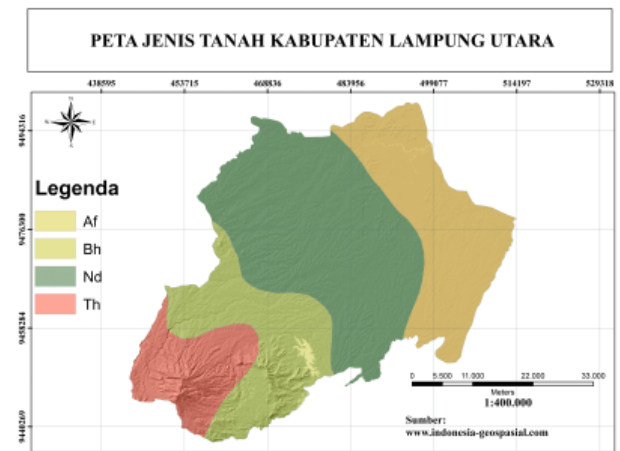 PETA JENIS TANAH KABUPATEN LAMPUNG UTARA
438595 453715 468836 483956 499077 514197 529318
N
W E
S
9494316
9476300
9458284
9440269
Legenda
Af
Bh
Nd
Th
0 5.500 11.000 22.000 33.000
Meters
1:400.000
Sumber:
www.indonesia-geospasial.com